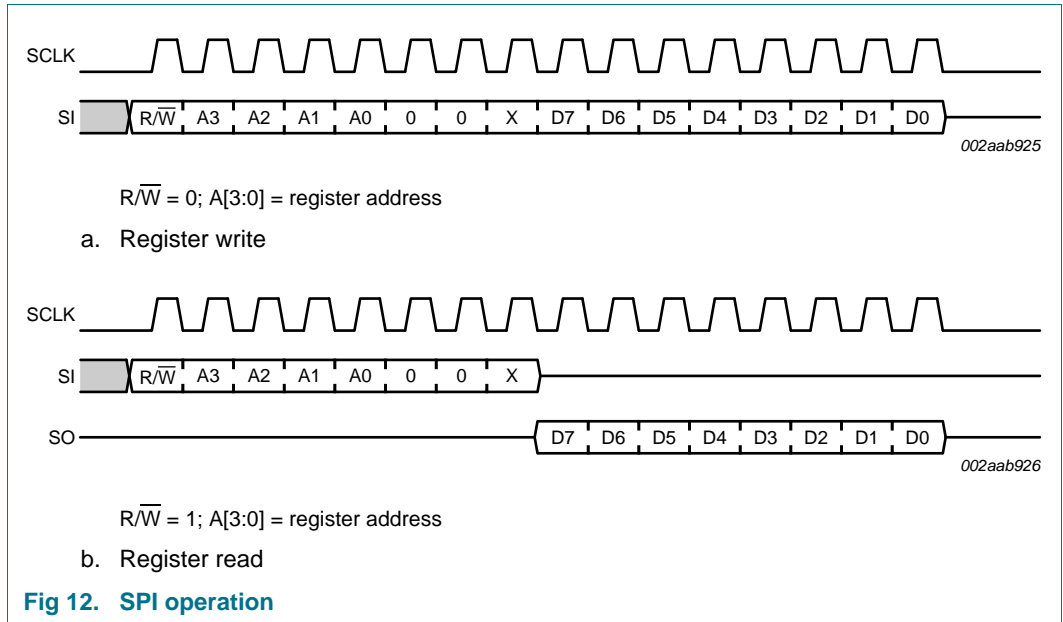 SCLK
SI R/W̅ A3 A2 A1 A0 0 0 X D7 D6 D5 D4 D3 D2 D1 D0
002aab925
R/W̅ = 0; A[3:0] = register address
a. Register write
SCLK
SI R/W̅ A3 A2 A1 A0 0 0 X
SO D7 D6 D5 D4 D3 D2 D1 D0
002aab926
R/W̅ = 1; A[3:0] = register address
b. Register read
Fig 12. SPI operation